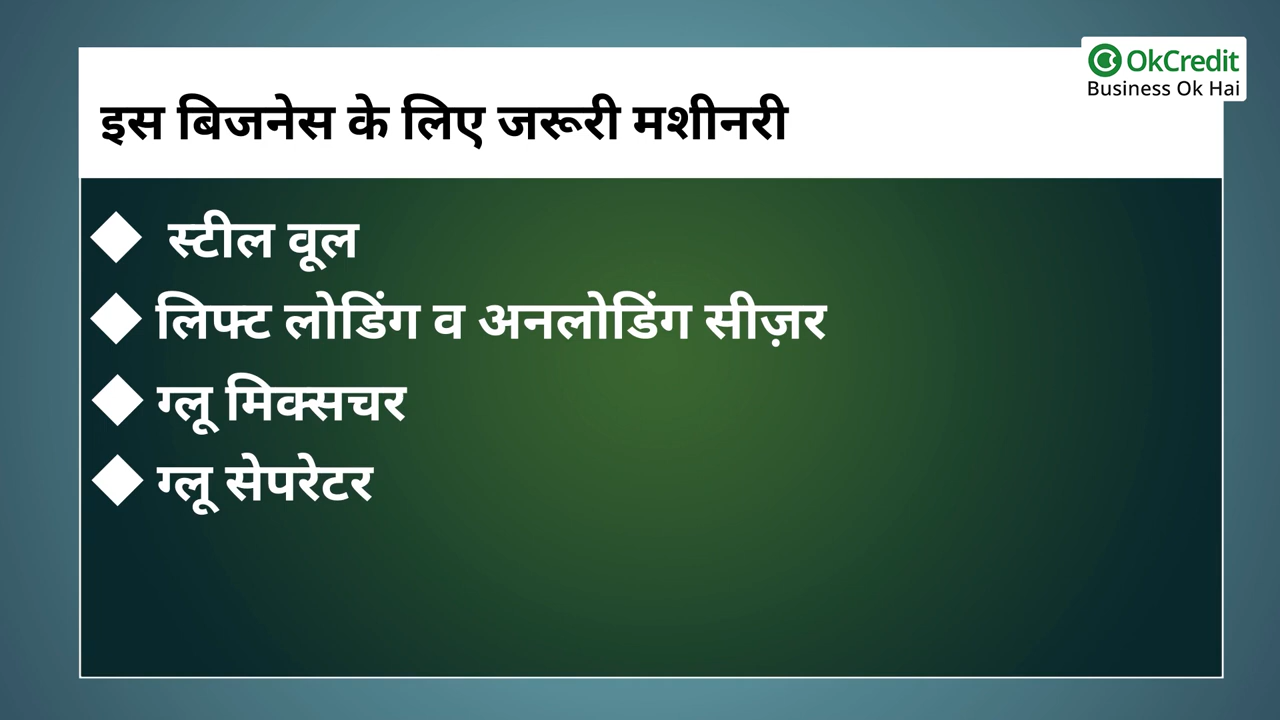 OkCredit
Business Ok Hai
इस बिजनेस के लिए जरूरी मशीनरी
स्टील वूल
लिफ्ट लोडिंग व अनलोडिंग सीज़र
ग्लू मिक्सचर
ग्लू सेपरेटर